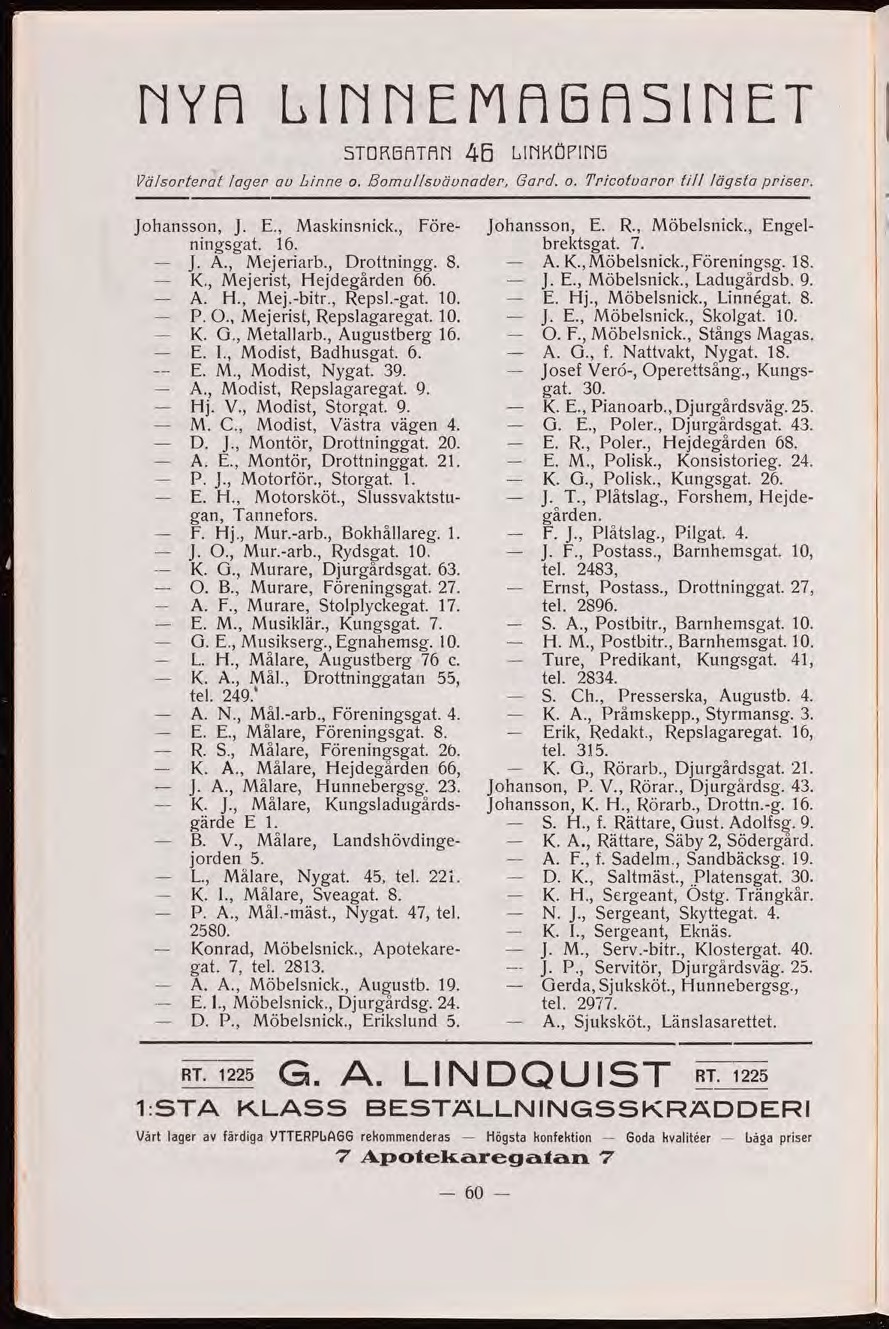 NYA LINNEMAGASINET
STORGATAN 46 LINKÖPING
Välsorterat lager av Linne o. Bomullsvävnader, Gard. o. Tricotvaror till lägsta priser.
Johansson, J. E., Maskinsnick., Före-
ningsgat. 16.
— J. A., Mejeriarb., Drottningg. 8.
— K., Mejerist, Hejdegården 66.
— A. H., Mej.-bitr., Repsl.-gat. 10.
— P. O., Mejerist, Repslagaregat. 10.
— K. G., Metallarb., Augustberg 16.
— E. I., Modist, Badhusgat. 6.
— E. M., Modist, Nygat. 39.
— A., Modist, Repslagaregat. 9.
— Hj. V., Modist, Storgat. 9.
— M. C., Modist, Västra vägen 4.
— D. J., Montör, Drottninggat. 20.
— A. E., Montör, Drottninggat. 21.
— P. J., Motorför., Storgat. 1.
— E. H., Motorsköt., Slussvaktstu-
gan, Tannefors.
— F. Hj., Mur.-arb., Bokhållareg. 1.
— J. O., Mur.-arb., Rydsgat. 10.
— K. G., Murare, Djurgårdsgat. 63.
— O. B., Murare, Föreningsgat. 27.
— A. F., Murare, Stolplyckegat. 17.
— E. M., Musiklär., Kungsgat. 7.
— G. E., Musikserg., Egnahemsg. 10.
— L. H., Målare, Augustberg 76 c.
— K. A., Mål., Drottninggatan 55,
tel. 249.
— A. N., Mål.-arb., Föreningsgat. 4.
— E. E., Målare, Föreningsgat. 8.
— R. S., Målare, Föreningsgat. 26.
— K. A., Målare, Hejdegården 66,
— J. A., Målare, Hunnebergsg. 23.
— K. J., Målare, Kungsladugårds-
gärde E 1.
— B. V., Målare, Landshövdinge-
jorden 5.
— L., Målare, Nygat. 45, tel. 221.
— K. I., Målare, Sveagat. 8.
— P. A., Mål.-mäst., Nygat. 47, tel.
2580.
— Konrad, Möbelsnick., Apotekare-
gat. 7, tel. 2813.
— A. A., Möbelsnick., Augustb. 19.
— E. I., Möbelsnick., Djurgårdsg. 24.
— D. P., Möbelsnick., Erikslund 5.
Johansson, E. R., Möbelsnick., Engel-
brektsgat. 7.
— A. K., Möbelsnick., Föreningsg. 18.
— J. E., Möbelsnick., Ladugårdsb. 9.
— E. Hj., Möbelsnick., Linnégat. 8.
— J. E., Möbelsnick., Skolgat. 10.
— O. F., Möbelsnick., Stångs Magas.
— A. G., f. Nattvakt, Nygat. 18.
— Josef Veró-, Operettsång., Kungs-
gat. 30.
— K. E., Pianoarb., Djurgårdsväg. 25.
— G. E., Poler., Djurgårdsgat. 43.
— E. R., Poler., Hejdegården 68.
— E. M., Polisk., Konsistorieg. 24.
— K. G., Polisk., Kungsgat. 26.
— J. T., Plåtslag., Forshem, Hejde-
gården.
— F. J., Plåtslag., Pilgat. 4.
— J. F., Postass., Barnhemsgat. 10,
tel. 2483,
— Ernst, Postass., Drottninggat. 27,
tel. 2896.
— S. A., Postbitr., Barnhemsgat. 10.
— H. M., Postbitr., Barnhemsgat. 10.
— Ture, Predikant, Kungsgat. 41,
tel. 2834.
— S. Ch., Presserska, Augustb. 4.
— K. A., Pråmskepp., Styrmansg. 3.
— Erik, Redakt., Repslagaregat. 16,
tel. 315.
— K. G., Rörarb., Djurgårdsgat. 21.
Johanson, P. V., Rörar., Djurgårdsg. 43.
Johansson, K. H., Rörarb., Drottn.-g. 16.
— S. H., f. Rättare, Gust. Adolfsg. 9.
— K. A., Rättare, Säby 2, Södergård.
— A. F., f. Sadelm., Sandbäcksg. 19.
— D. K., Saltmäst., Platensgat. 30.
— K. H., Sergeant, Östg. Trängkår.
— N. J., Sergeant, Skyttegat. 4.
— K. I., Sergeant, Eknäs.
— J. M., Serv.-bitr., Klostergat. 40.
— J. P., Servitör, Djurgårdsväg. 25.
— Gerda, Sjuksköt., Hunnebergsg.,
tel. 2977.
— A., Sjuksköt., Länslasarettet.
RT. 1225 G. A. LINDQUIST RT. 1225
1:STA KLASS BESTÄLLNINGSSKRÄDDERI
Vårt lager av färdiga YTTERPLAGG rekommenderas — Högsta konfektion — Goda kvalitéer — Låga priser
7 Apotekaregatan 7
— 60 —